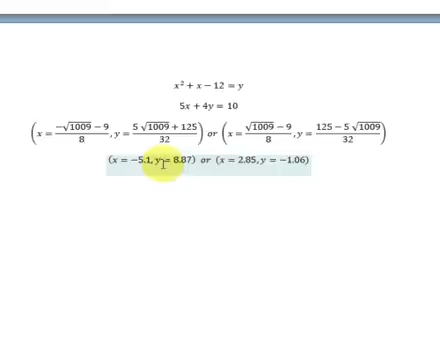 x² + x − 12 = y
5x + 4y = 10
(x = (−√1009 − 9)/8, y = (5 √1009 + 125)/32) or (x = (√1009 − 9)/8, y = (125 − 5 √1009)/32)
(x = −5.1, y = 8.87) or (x = 2.85, y = −1.06)